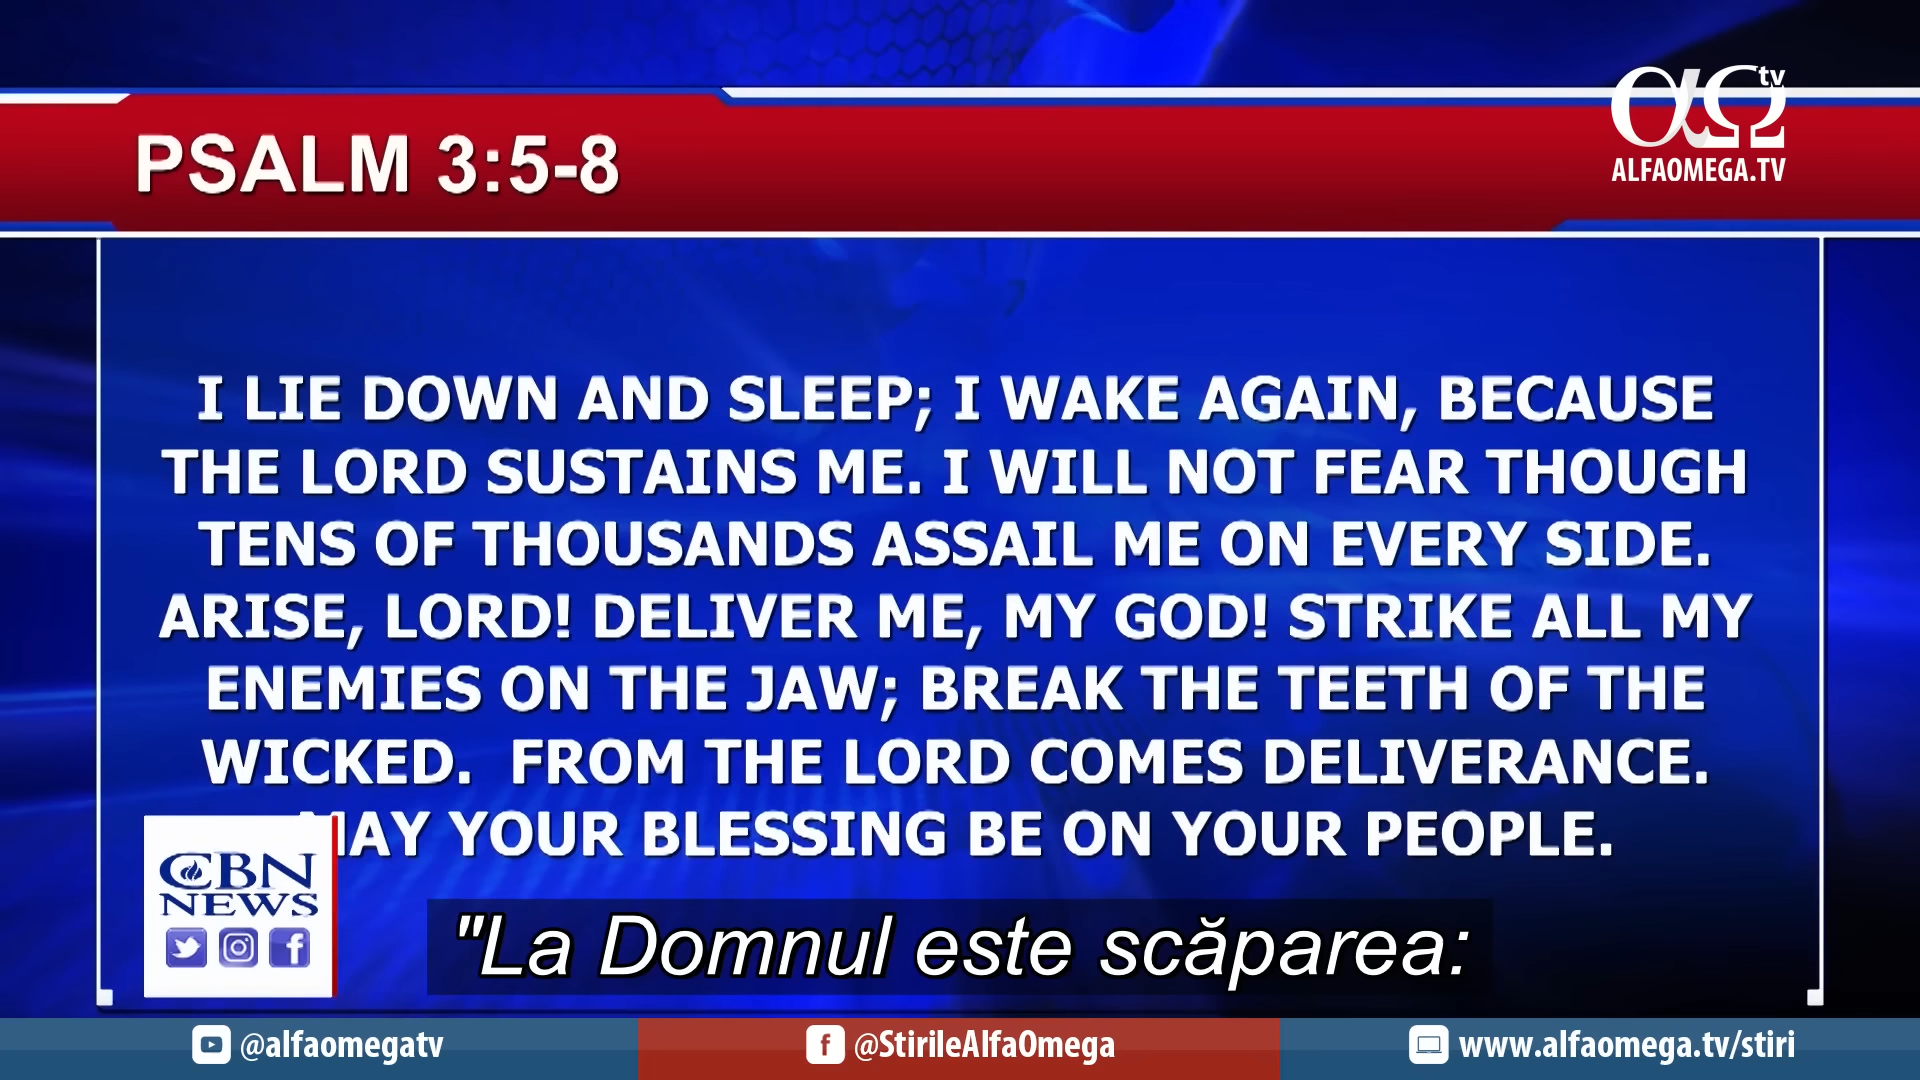 tv
αΩ
ALFAOMEGA.TV
PSALM 3:5-8
I LIE DOWN AND SLEEP; I WAKE AGAIN, BECAUSE
THE LORD SUSTAINS ME. I WILL NOT FEAR THOUGH
TENS OF THOUSANDS ASSAIL ME ON EVERY SIDE.
ARISE, LORD! DELIVER ME, MY GOD! STRIKE ALL MY
ENEMIES ON THE JAW; BREAK THE TEETH OF THE
WICKED.  FROM THE LORD COMES DELIVERANCE.
MAY YOUR BLESSING BE ON YOUR PEOPLE.
CBN
NEWS
"La Domnul este scăparea:
@alfaomegatv
@StirileAlfaOmega
www.alfaomega.tv/stiri